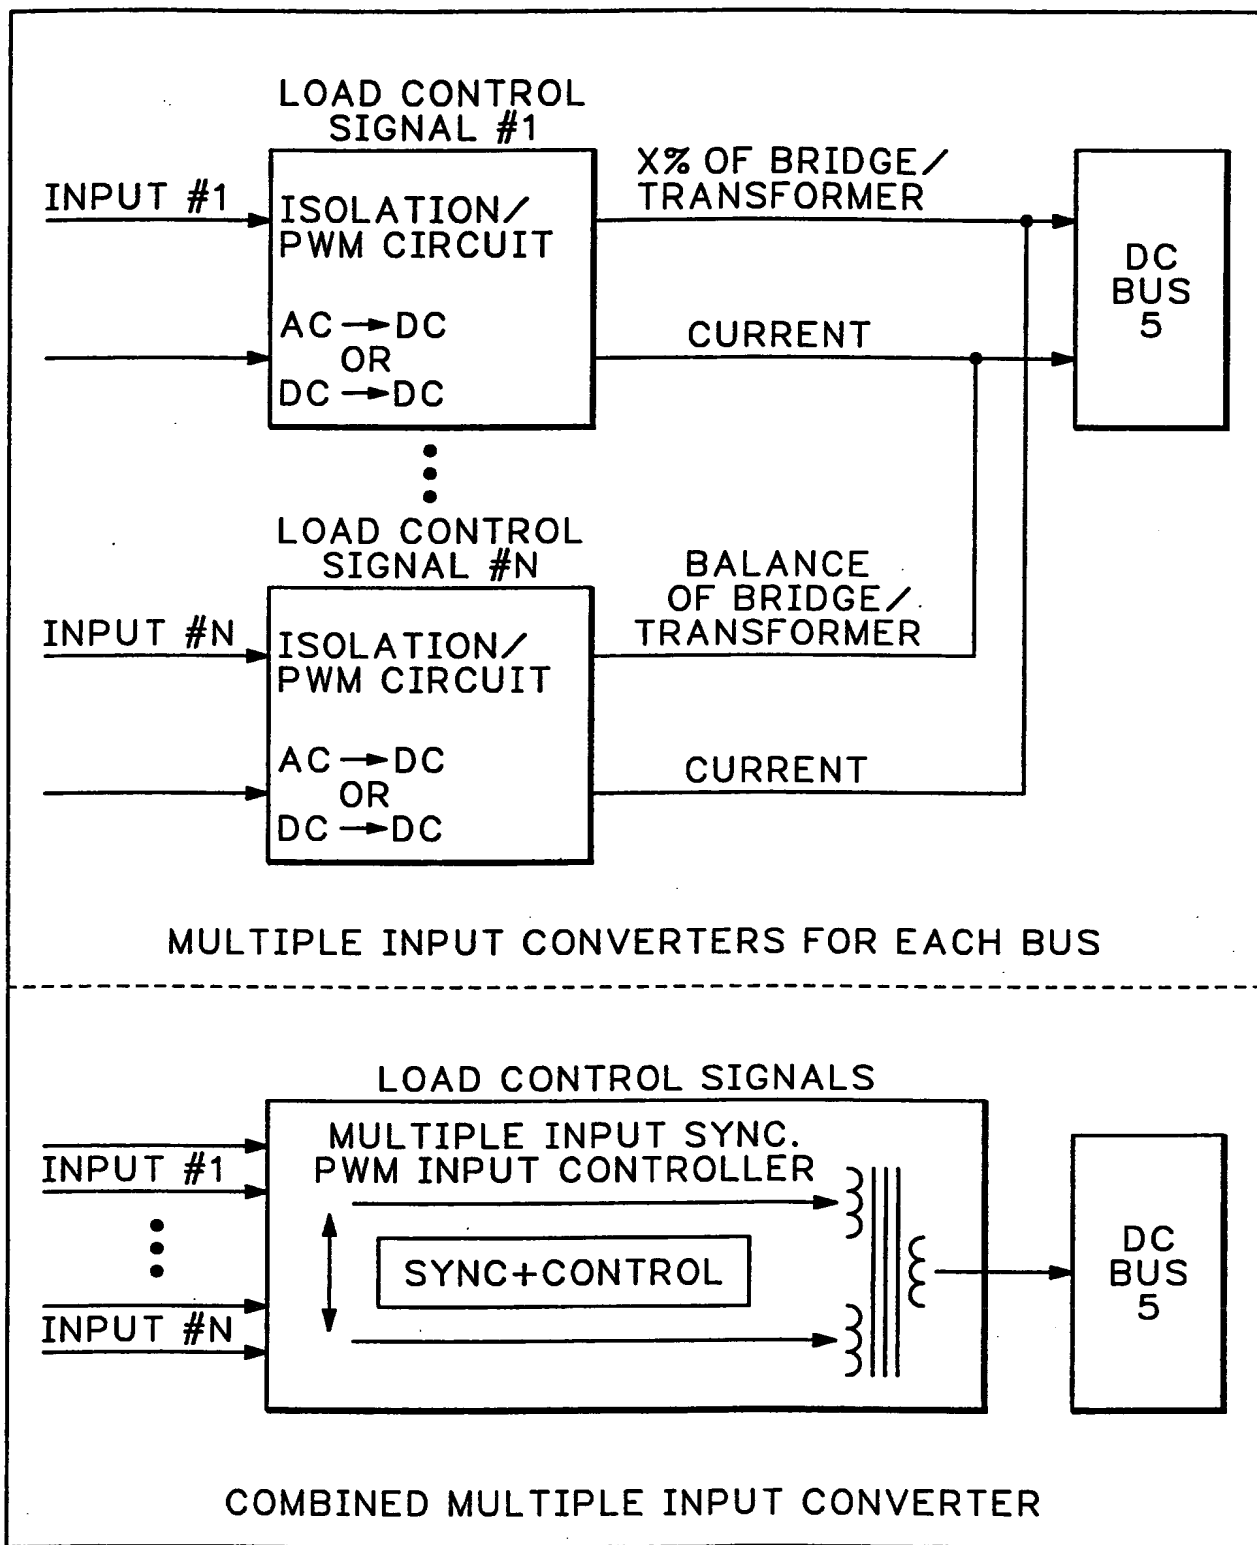 LOAD CONTROL
SIGNAL #1
INPUT #1
ISOLATION/
PWM CIRCUIT
AC → DC
OR
DC → DC
X% OF BRIDGE/
TRANSFORMER
CURRENT
DC
BUS
5
LOAD CONTROL
SIGNAL #N
INPUT #N
ISOLATION/
PWM CIRCUIT
AC → DC
OR
DC → DC
BALANCE
OF BRIDGE/
TRANSFORMER
CURRENT
MULTIPLE INPUT CONVERTERS FOR EACH BUS
LOAD CONTROL SIGNALS
INPUT #1
INPUT #N
MULTIPLE INPUT SYNC.
PWM INPUT CONTROLLER
SYNC+CONTROL
DC
BUS
5
COMBINED MULTIPLE INPUT CONVERTER